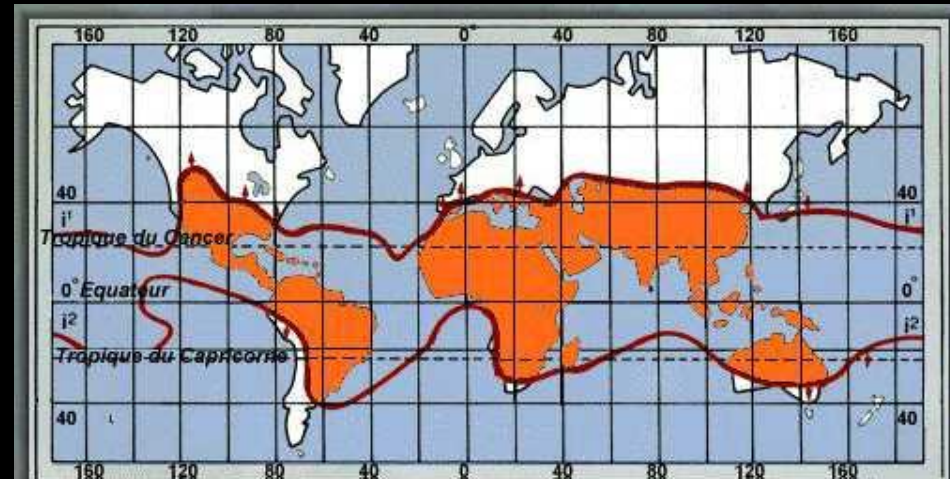 160 120 80 40 0° 40 80 120 160
40 40
i¹ i¹
Tropique du Cancer
0° Equateur 0°
i² i²
Tropique du Capricorne
40 40
160 120 80 40 0 40 80 120 160